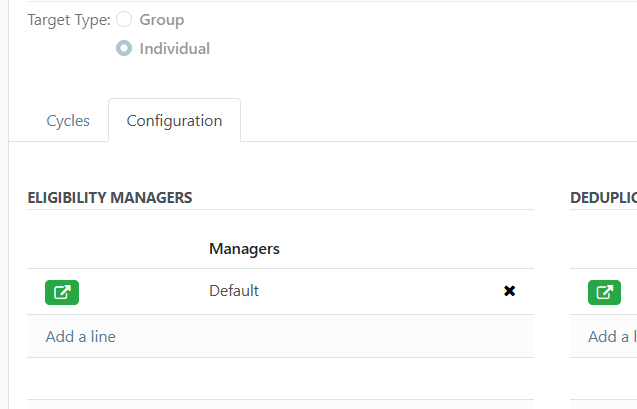 Target Type: Group
Individual
Cycles Configuration
ELIGIBILITY MANAGERS
Managers
Default
Add a line
DEDUPLIC
Add a l